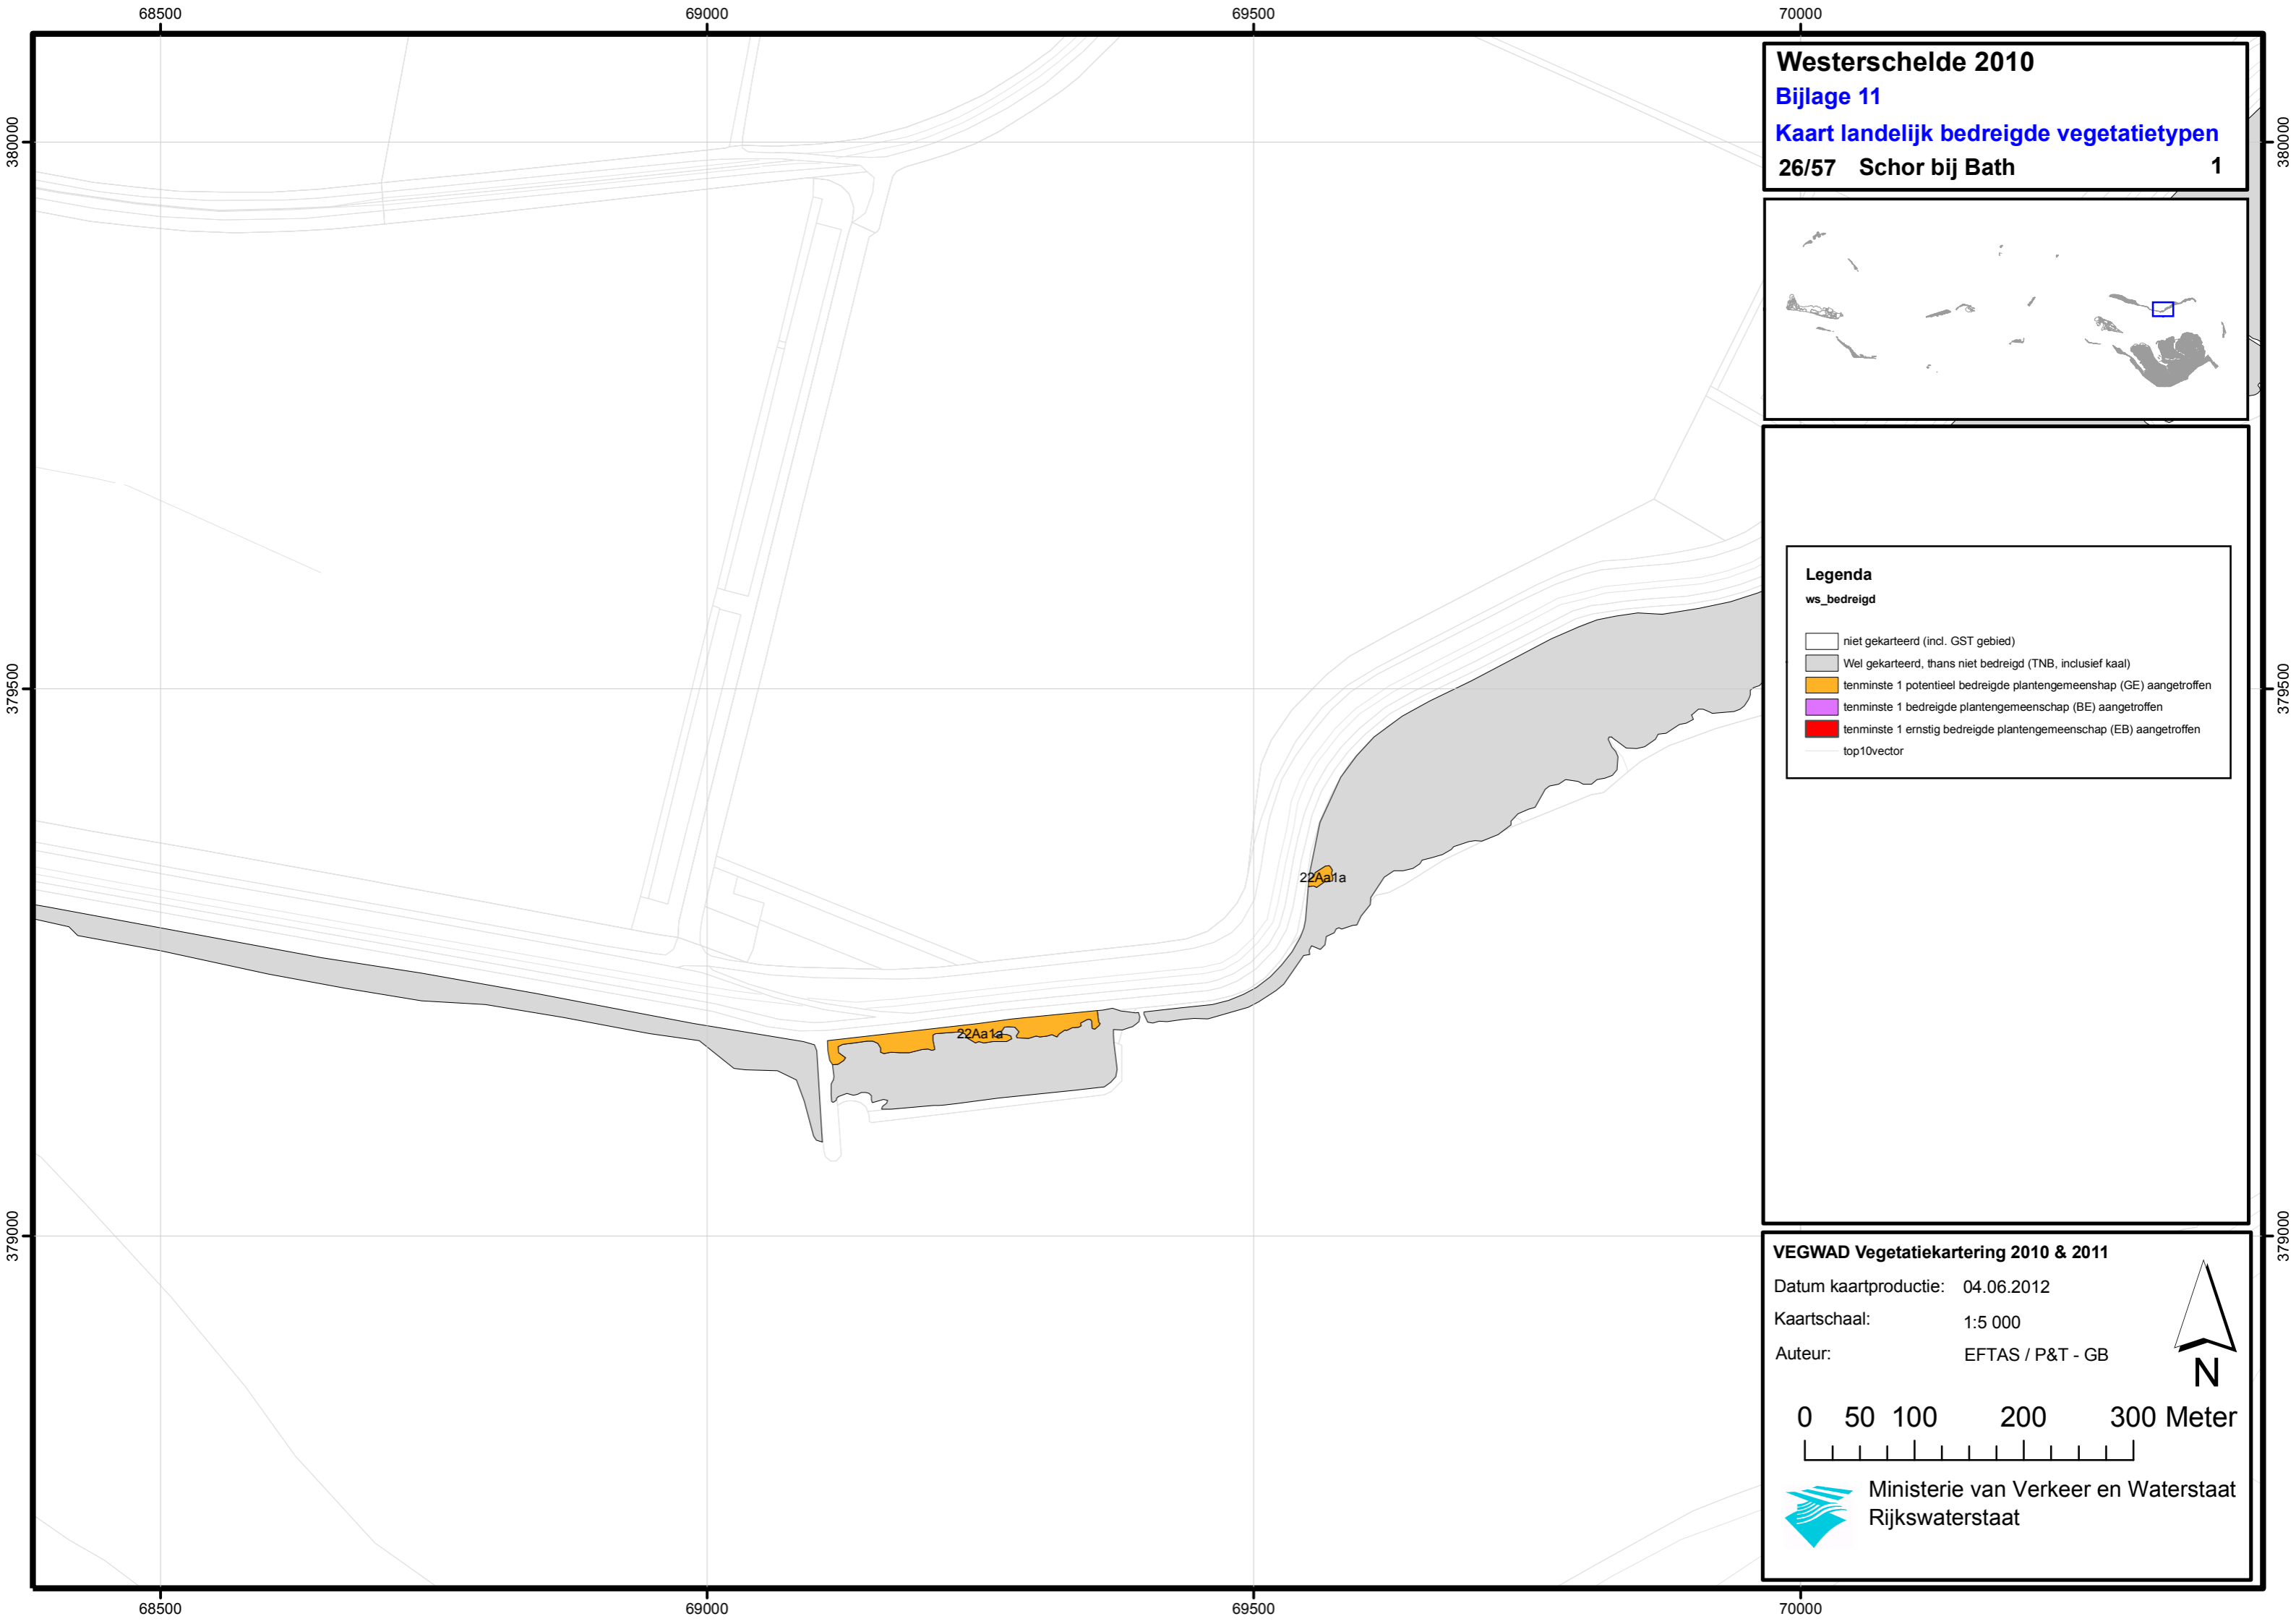 68500 69000 69500 70000
Westerschelde 2010
Bijlage 11
Kaart landelijk bedreigde vegetatietypen
26/57 Schor bij Bath 1
380000 380000
Legenda
ws_bedreigd
niet gekarteerd (incl. GST gebied)
Wel gekarteerd, thans niet bedreigd (TNB, inclusief kaal)
tenminste 1 potentieel bedreigde plantengemeenshap (GE) aangetroffen
tenminste 1 bedreigde plantengemeenschap (BE) aangetroffen
tenminste 1 ernstig bedreigde plantengemeenschap (EB) aangetroffen
top10vector
379500 379500
22Aa1a
22Aa1a
379000 379000
VEGWAD Vegetatiekartering 2010 & 2011
Datum kaartproductie: 04.06.2012
Kaartschaal: 1:5 000
Auteur: EFTAS / P&T - GB
N
0 50 100 200 300 Meter
Ministerie van Verkeer en Waterstaat
Rijkswaterstaat
68500 69000 69500 70000